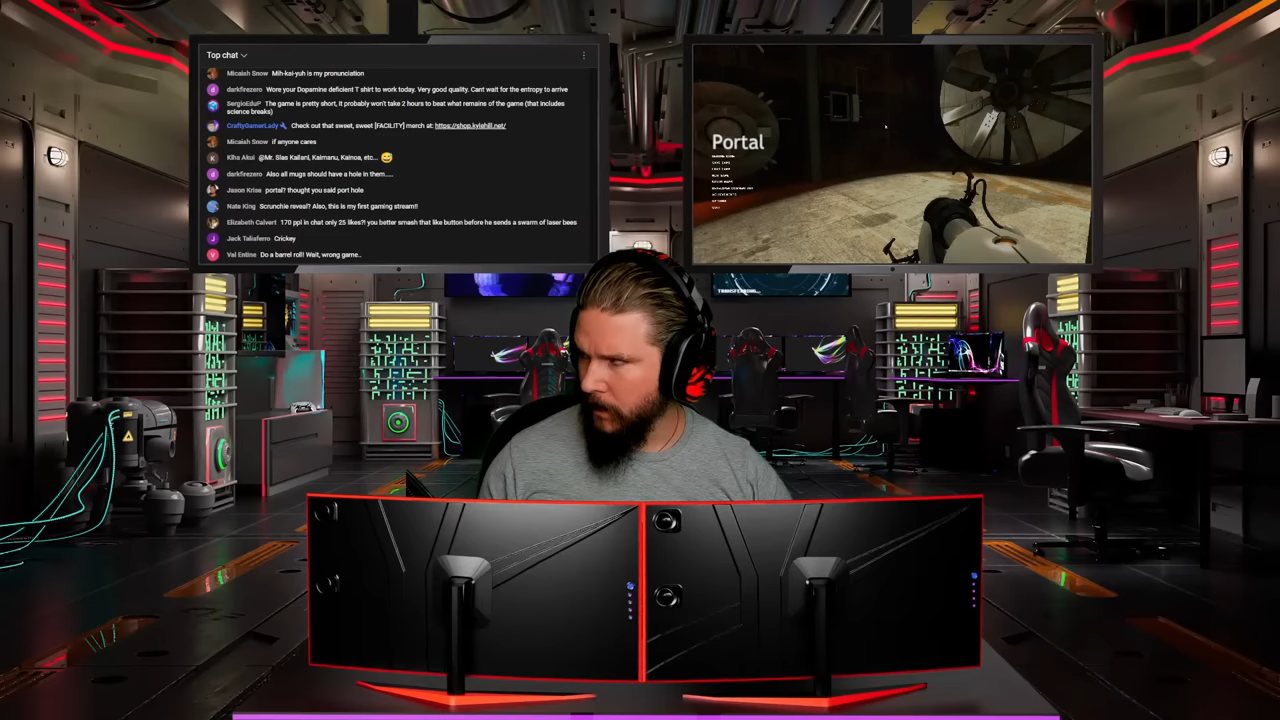 Top chat
Micaiah Snow Mih-kai-yuh is my pronunciation
darkfirezero Wore your Dopamine deficient T shirt to work today. Very good quality. Cant wait for the entropy to arrive
SergioEduP The game is pretty short, it probably won't take 2 hours to beat what remains of the game (that includes
science breaks)
CraftyGamerLady Check out that sweet, sweet [FACILITY] merch at: https://shop.kylehill.net/
Micaiah Snow if anyone cares
Kiha Akui @Mr. Slas Kailani, Kaimanu, Kainoa, etc... 😅
darkfirezero Also all mugs should have a hole in them.....
Jason Krise portal? thought you said port hole
Nate King Scrunchie reveal? Also, this is my first gaming stream!!
Elizabeth Calvert 170 ppl in chat only 25 likes?! you better smash that like button before he sends a swarm of laser bees
Jack Taliaferro Crickey
Val Entine Do a barrel roll! Wait, wrong game..
Portal
TRANSFERRING...